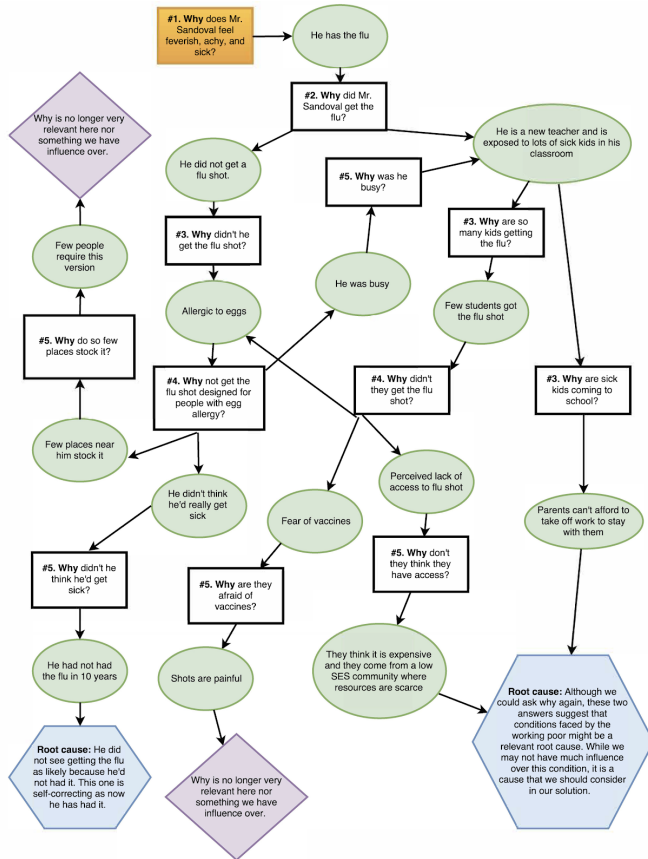 #1. Why does Mr.
Sandoval feel
feverish, achy, and
sick?
He has the flu
#2. Why did Mr.
Sandoval get the
flu?
Why is no longer very
relevant here nor
something we have
influence over.
He did not get a
flu shot.
#5. Why was he
busy?
He is a new teacher and is
exposed to lots of sick kids in his
classroom
#3. Why didn't he
get the flu shot?
#3. Why are so
many kids getting
the flu?
Few people
require this
version
Allergic to eggs
He was busy
Few students got
the flu shot
#5. Why do so few
places stock it?
#4. Why not get the
flu shot designed for
people with egg
allergy?
#4. Why didn't
they get the flu
shot?
#3. Why are sick
kids coming to
school?
Few places near
him stock it
He didn't think
he'd really get
sick
Fear of vaccines
Perceived lack of
access to flu shot
Parents can't afford to
take off work to stay
with them
#5. Why didn't he
think he'd get
sick?
#5. Why are they
afraid of
vaccines?
#5. Why don't
they think they
have access?
He had not had
the flu in 10 years
Shots are painful
They think it is expensive
and they come from a low
SES community where
resources are scarce
Root cause: He did
not see getting the flu
as likely because he'd
not had it. This one is
self-correcting as now
he has had it.
Why is no longer very
relevant here nor
something we have
influence over.
Root cause: Although we
could ask why again, these two
answers suggest that
conditions faced by the
working poor might be a
relevant root cause. While we
may not have much influence
over this condition, it is a
cause that we should consider
in our solution.